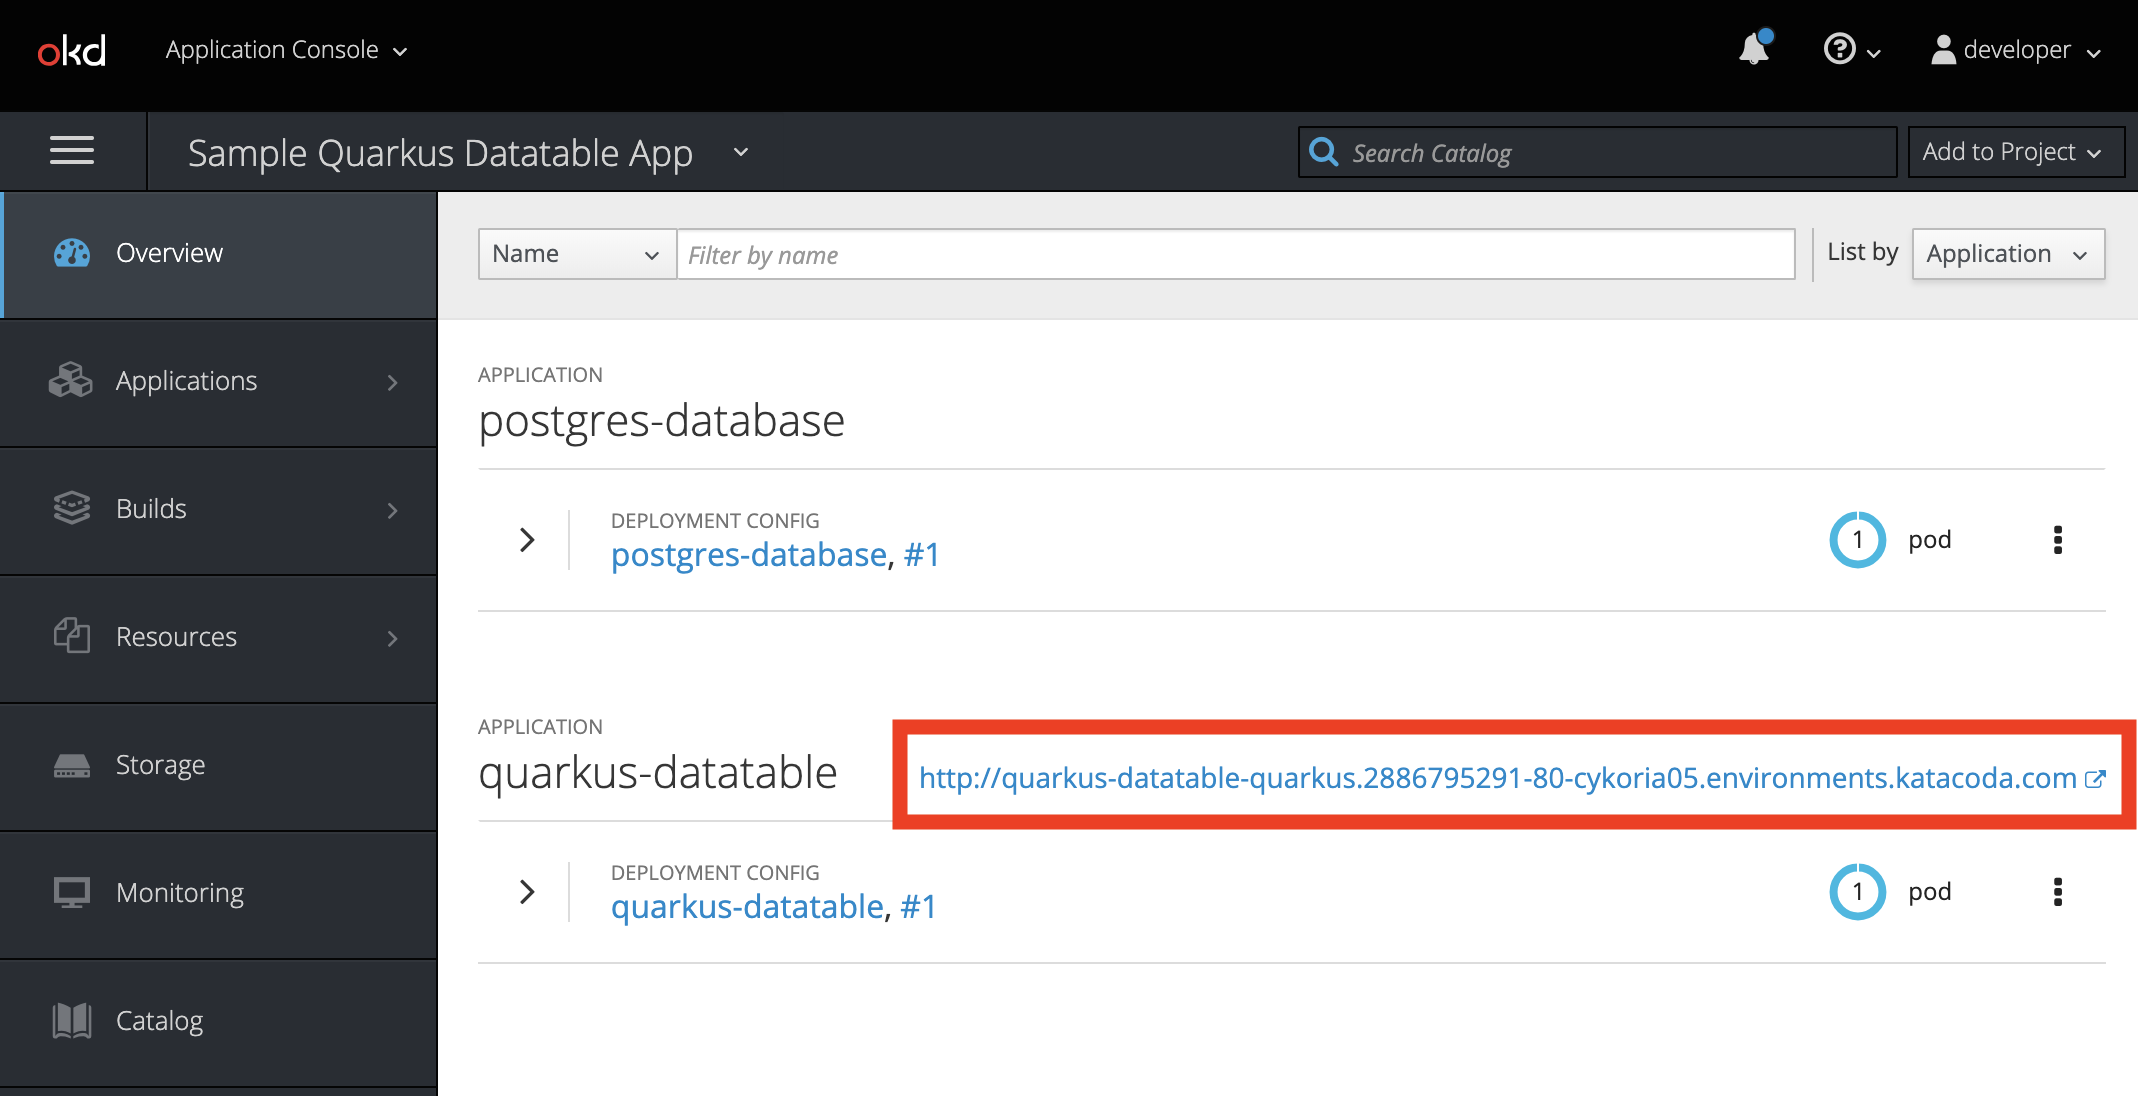 okd Application Console developer
Sample Quarkus Datatable App Search Catalog Add to Project
Overview
Applications
Builds
Resources
Storage
Monitoring
Catalog
Name Filter by name List by Application
APPLICATION
postgres-database
DEPLOYMENT CONFIG
postgres-database, #1
1 pod
APPLICATION
quarkus-datatable
http://quarkus-datatable-quarkus.2886795291-80-cykoria05.environments.katacoda.com
DEPLOYMENT CONFIG
quarkus-datatable, #1
1 pod